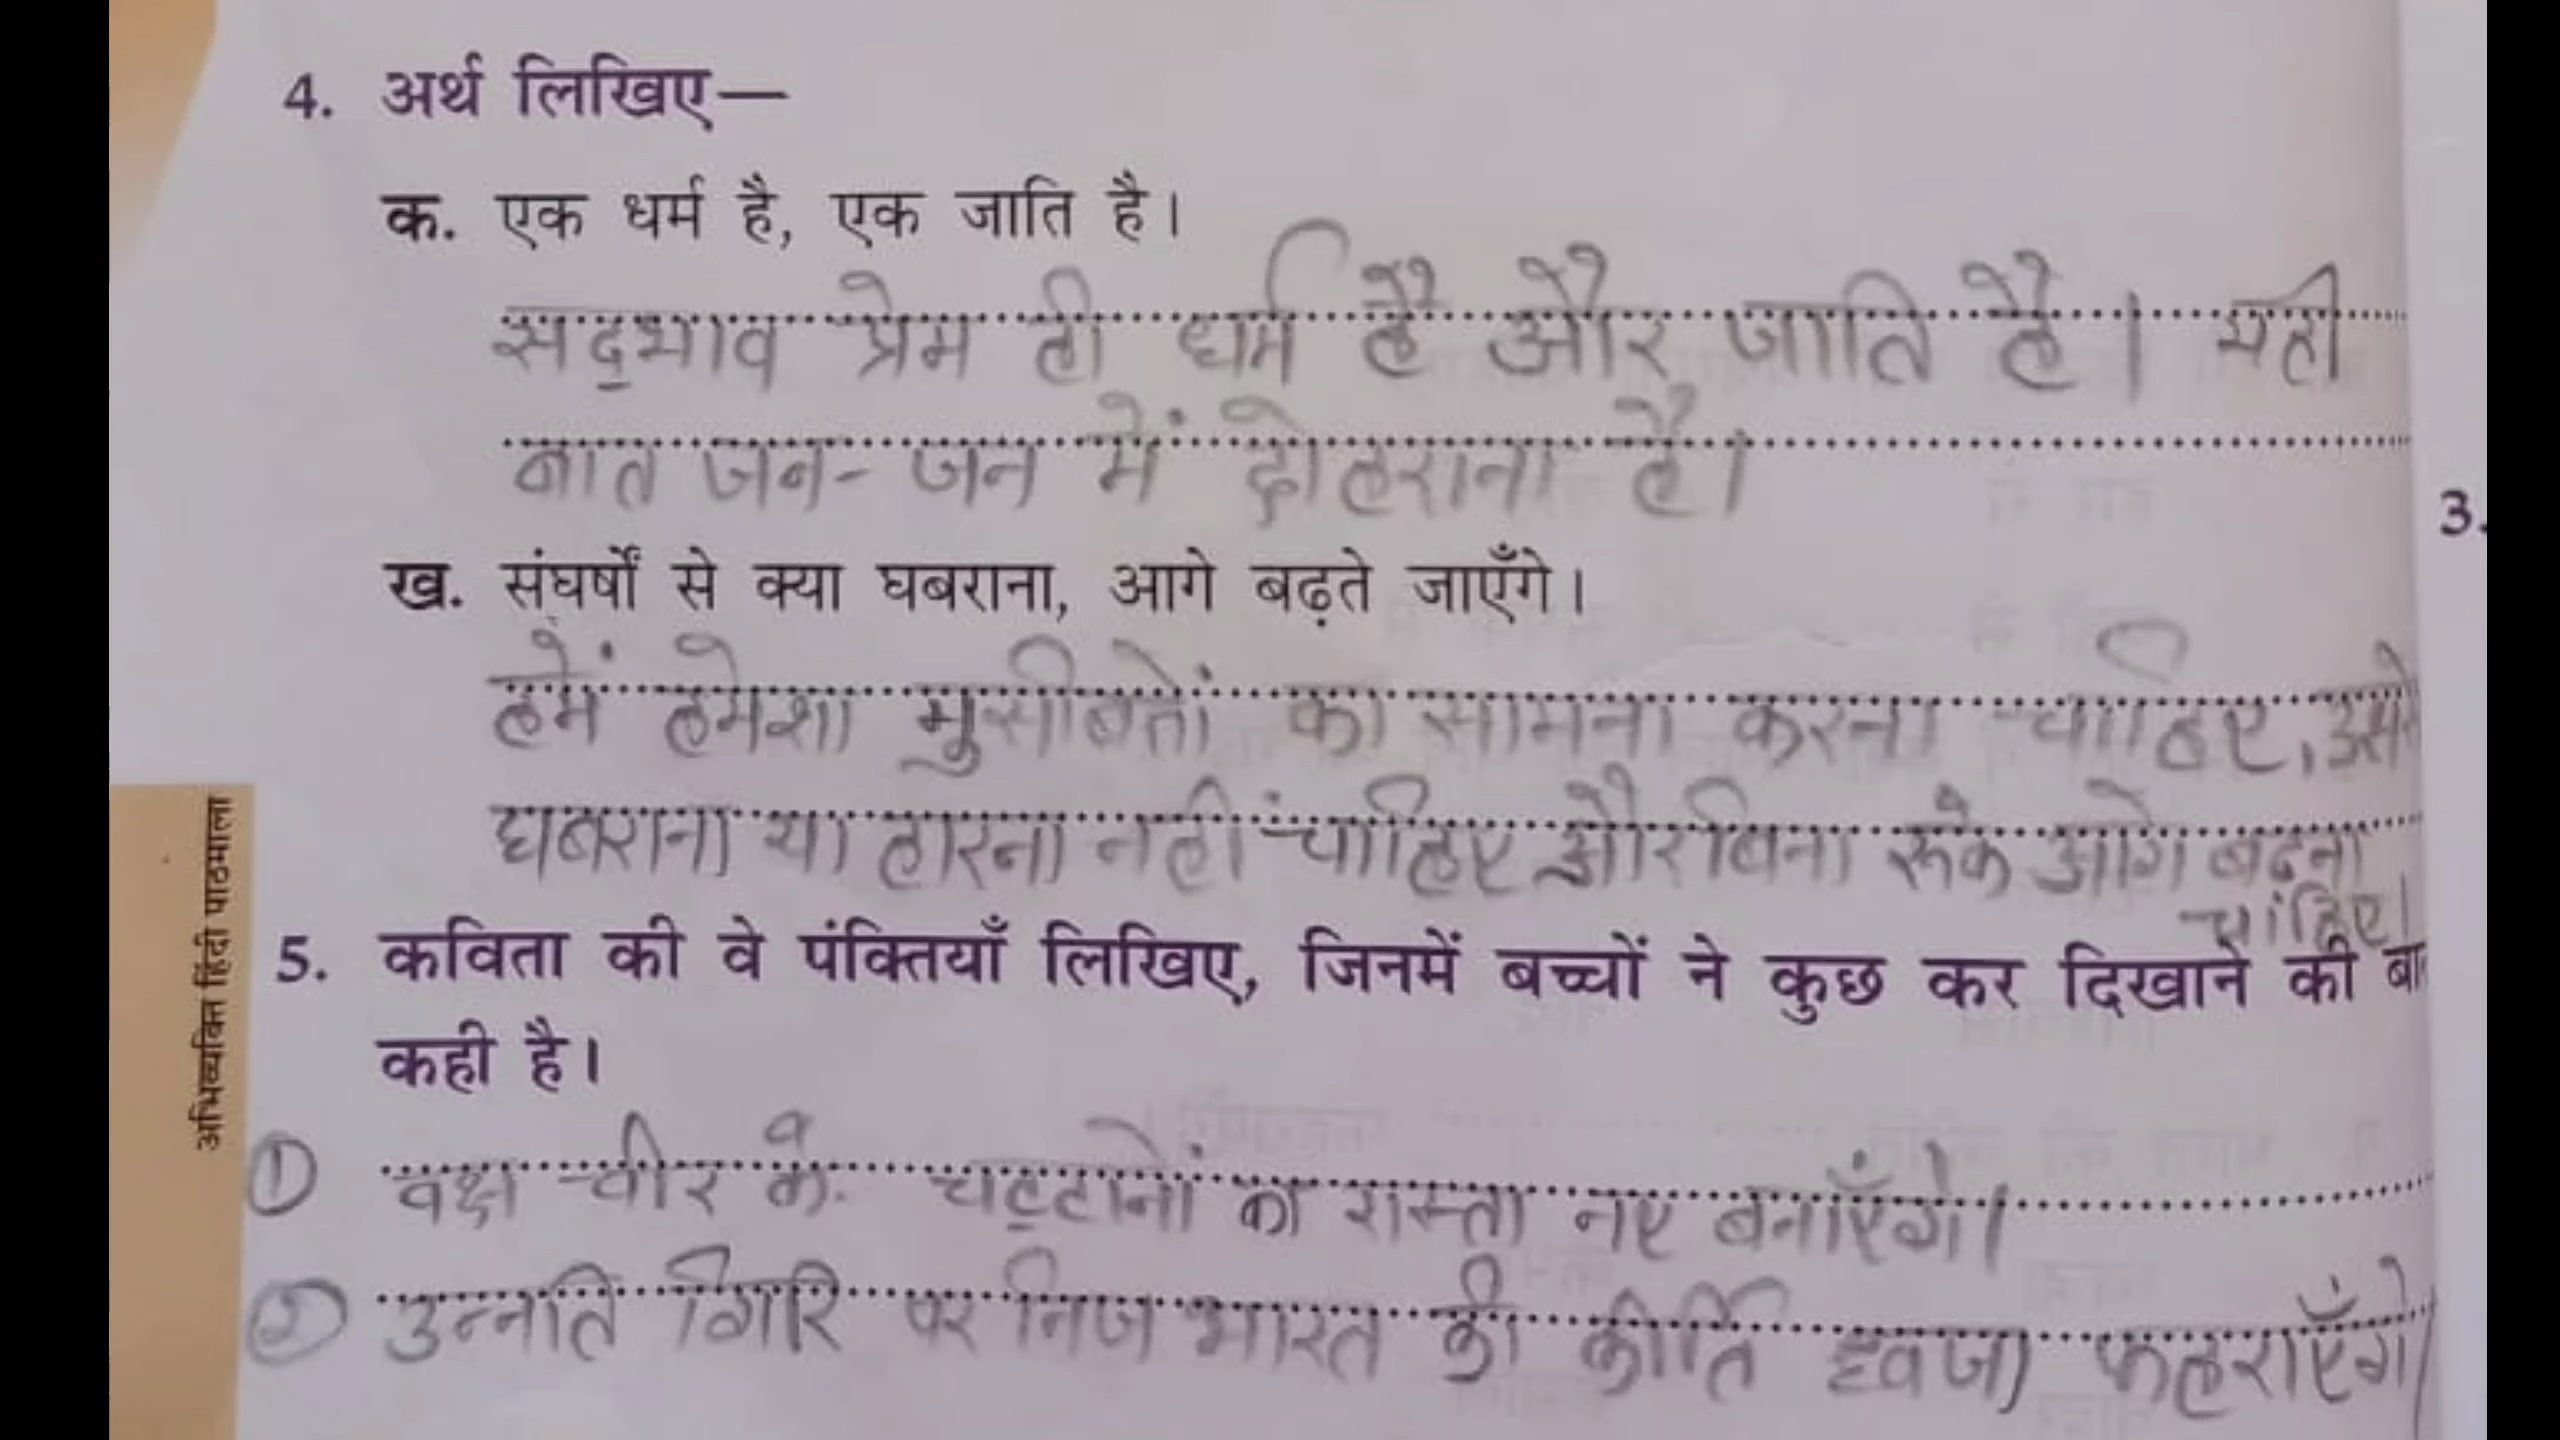 4. अर्थ लिखिए—
क. एक धर्म है, एक जाति है।
सद्भाव प्रेम ही धर्म है और जाति है। यही
बात जन-जन में दोहराना है।
3.
ख. संघर्षों से क्या घबराना, आगे बढ़ते जाएँगे।
हमें हमेशा मुसीबतों का सामना करना चाहिए, उससे
घबराना या हारना नहीं चाहिए और बिना रुके आगे बढ़ना
चाहिए।
5. कविता की वे पंक्तियाँ लिखिए, जिनमें बच्चों ने कुछ कर दिखाने की बा
कही है।
① वक्ष चीर के चट्टानों का रास्ता नए बनाएँगे।
② उन्नति गिरि पर निज भारत की कीर्ति ध्वजा फहराएँगे।
अभिव्यक्ति हिंदी पाठमाला